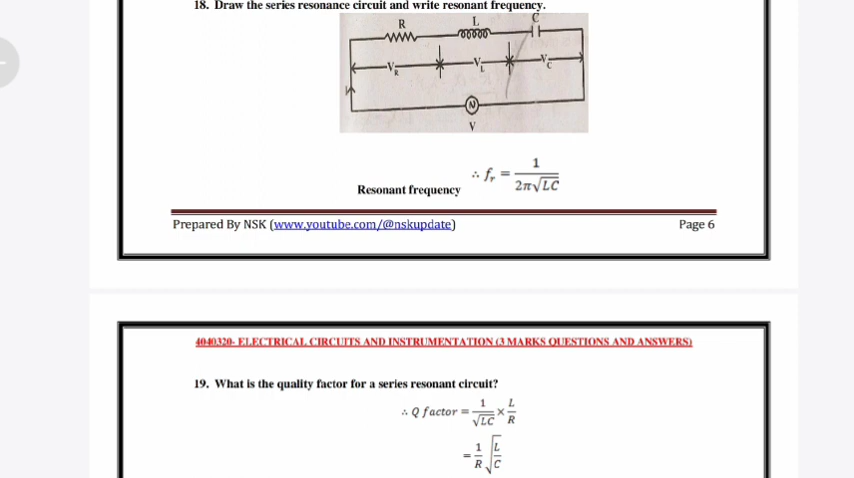 18. Draw the series resonance circuit and write resonant frequency.
R L C
V_R V_L V_C
N
V
Resonant frequency ∴ f_r = 1 / 2π√LC
Prepared By NSK (www.youtube.com/@nskupdate) Page 6
4040320- ELECTRICAL CIRCUITS AND INSTRUMENTATION (3 MARKS QUESTIONS AND ANSWERS)
19. What is the quality factor for a series resonant circuit?
∴ Q factor = 1/√LC × L/R
= 1/R √L/C